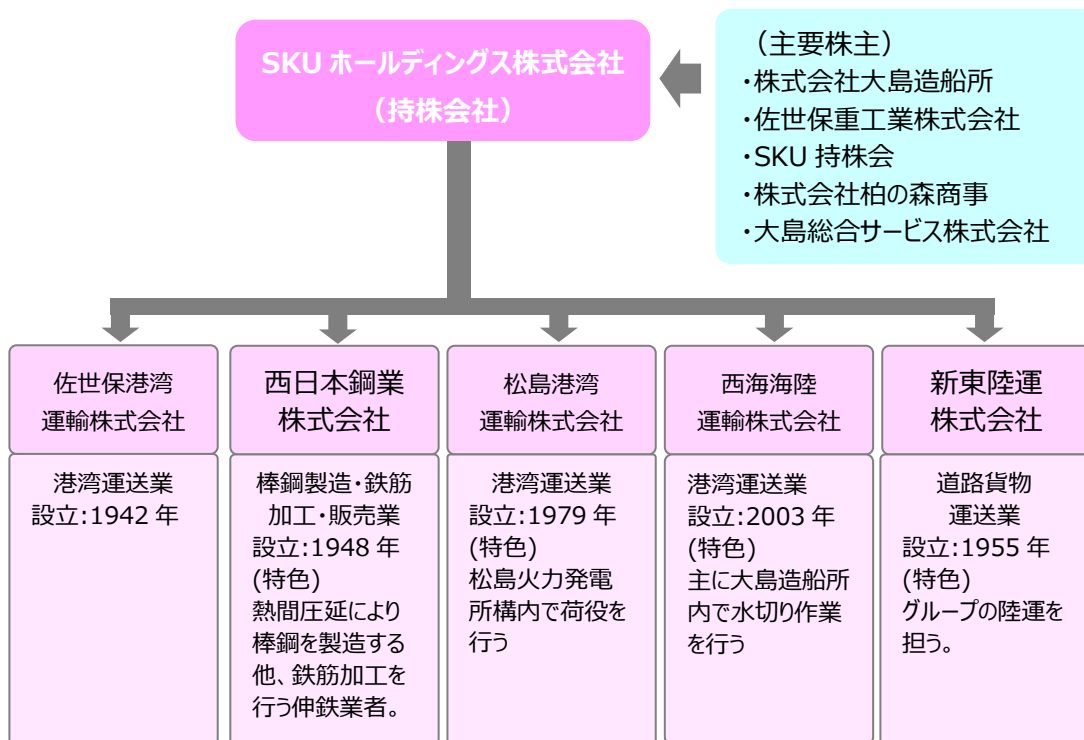 SKU ホールディングス株式会社
（持株会社）
（主要株主）
・株式会社大島造船所
・佐世保重工業株式会社
・SKU 持株会
・株式会社柏の森商事
・大島総合サービス株式会社
佐世保港湾
運輸株式会社
港湾運送業
設立:1942 年
西日本鋼業
株式会社
棒鋼製造・鉄筋
加工・販売業
設立:1948 年
(特色)
熱間圧延により
棒鋼を製造する
他、鉄筋加工を
行う伸鉄業者。
松島港湾
運輸株式会社
港湾運送業
設立:1979 年
(特色)
松島火力発電
所構内で荷役を
行う
西海海陸
運輸株式会社
港湾運送業
設立:2003 年
(特色)
主に大島造船所
内で水切り作業
を行う
新東陸運
株式会社
道路貨物
運送業
設立:1955 年
(特色)
グループの陸運を
担う。